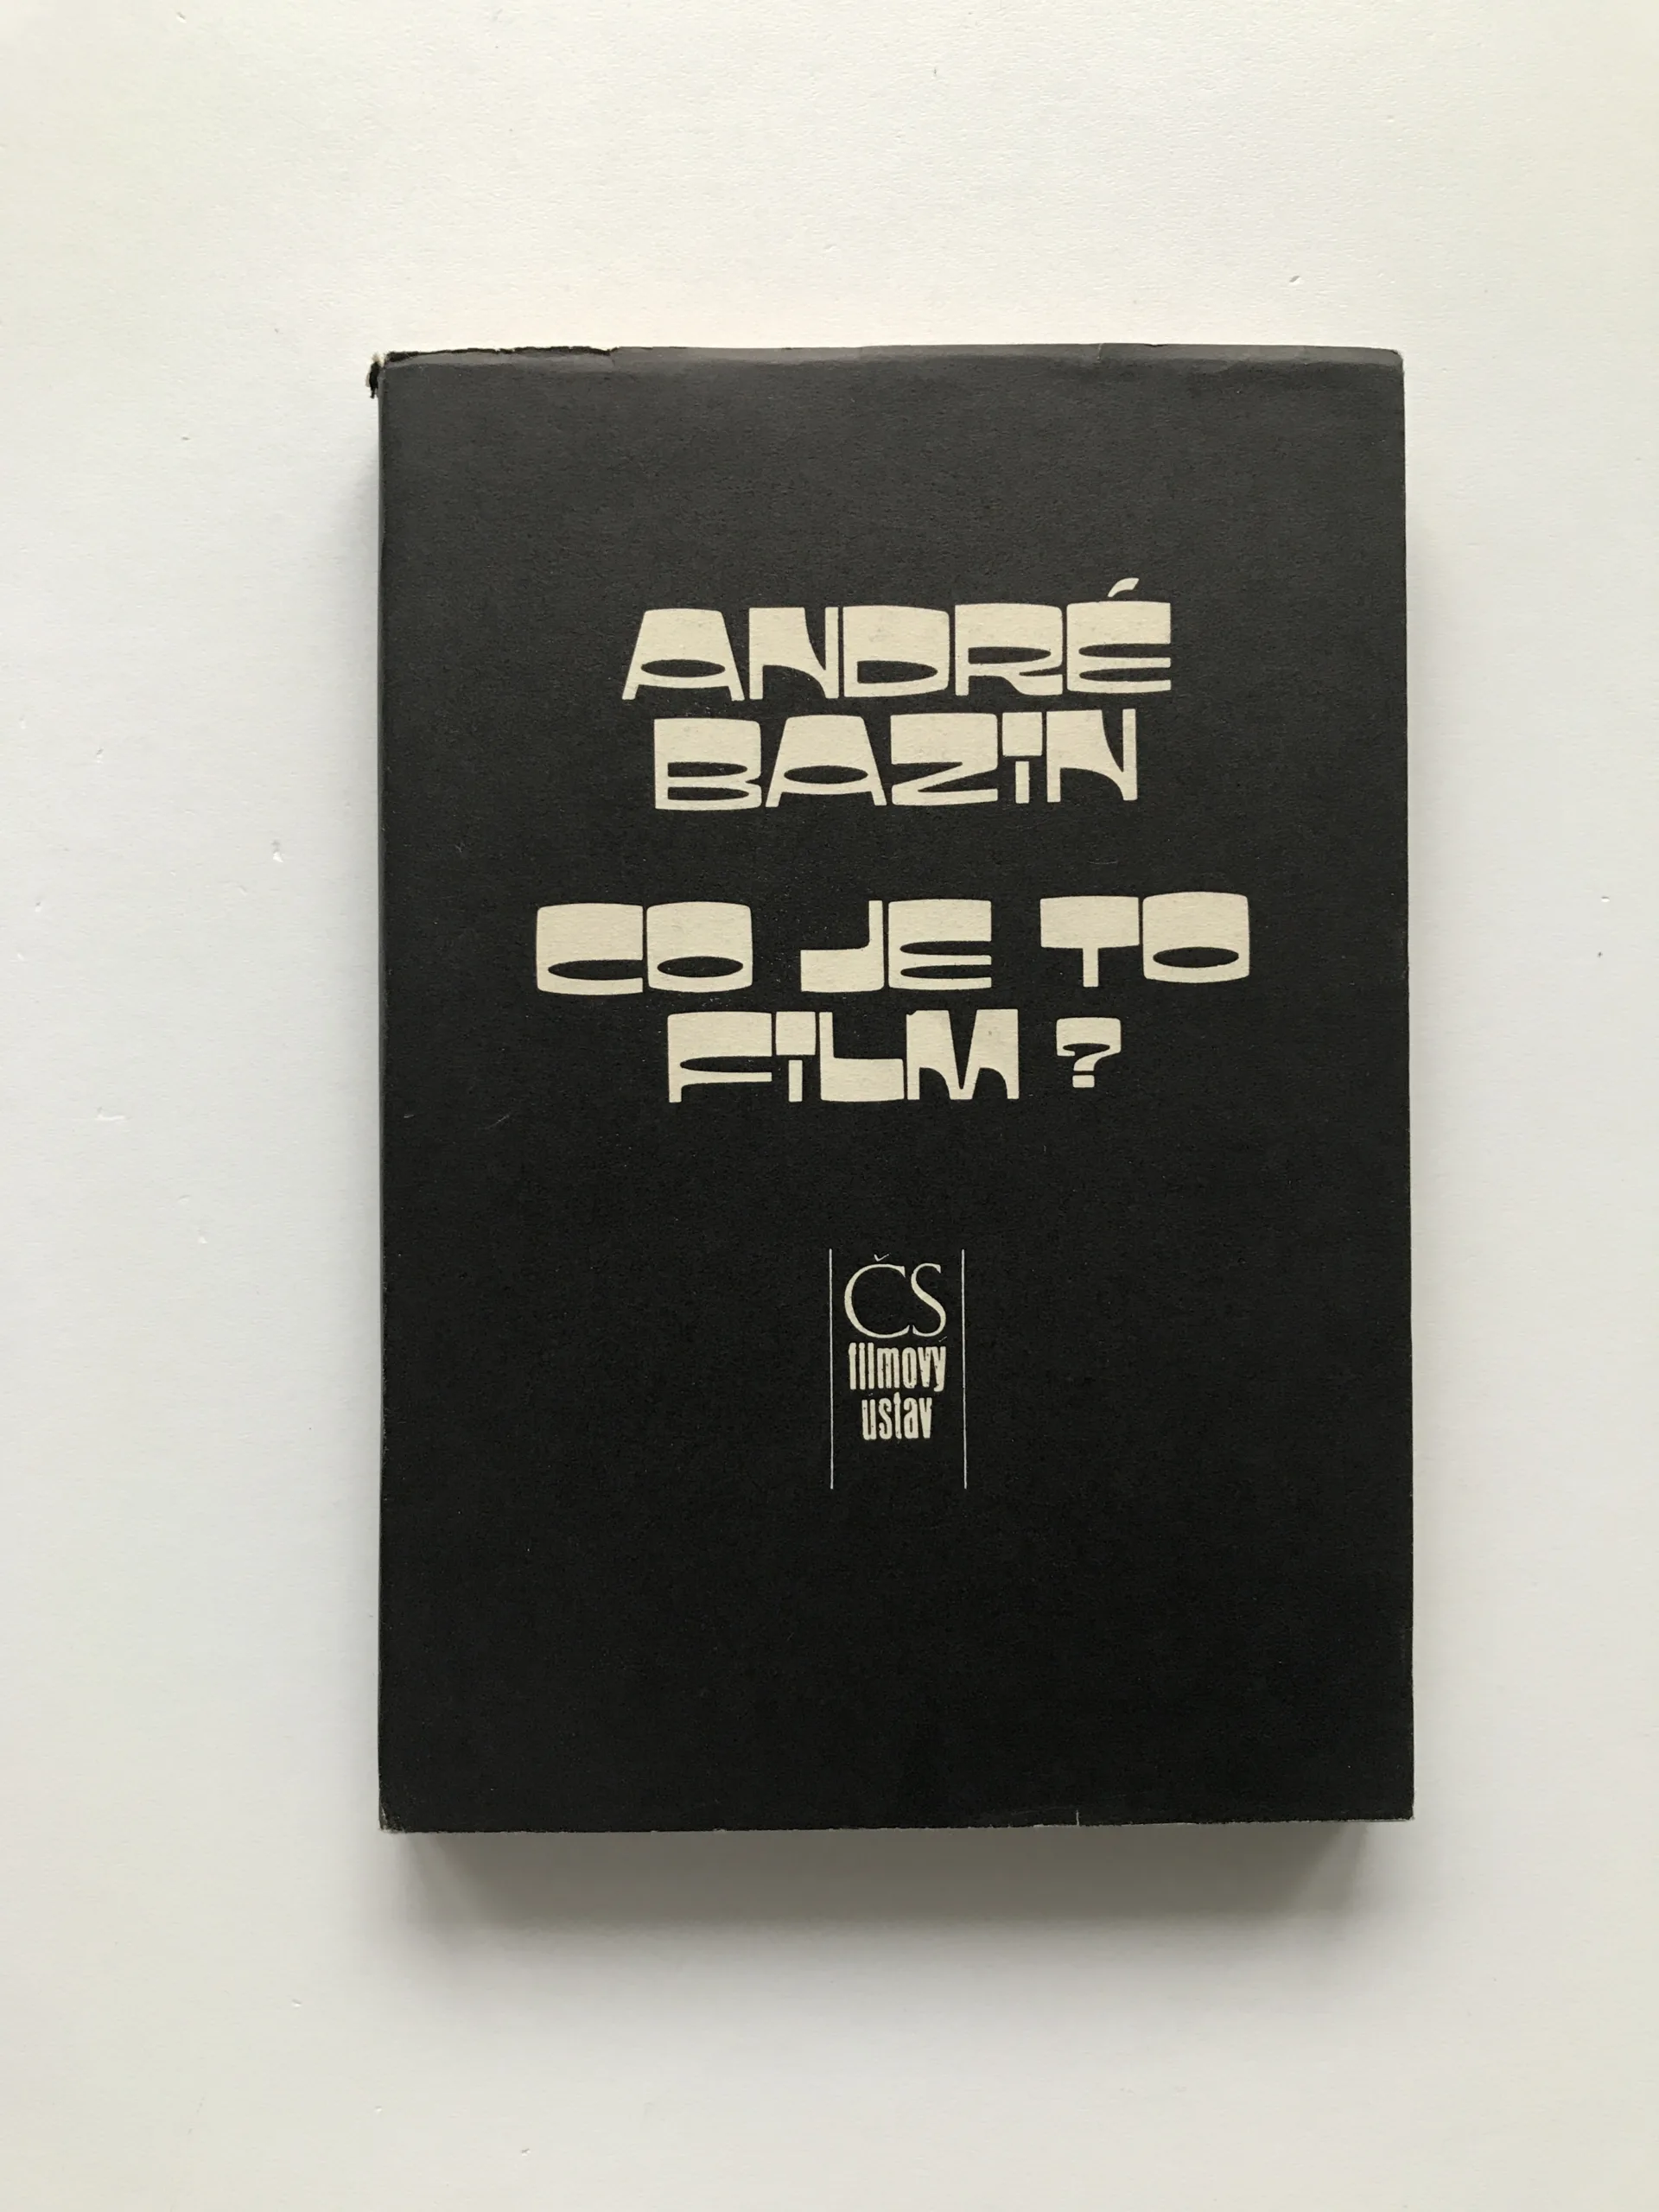 ANDRÉ
BAZIN
CO JE TO
FILM ?
ČS
filmový
ústav